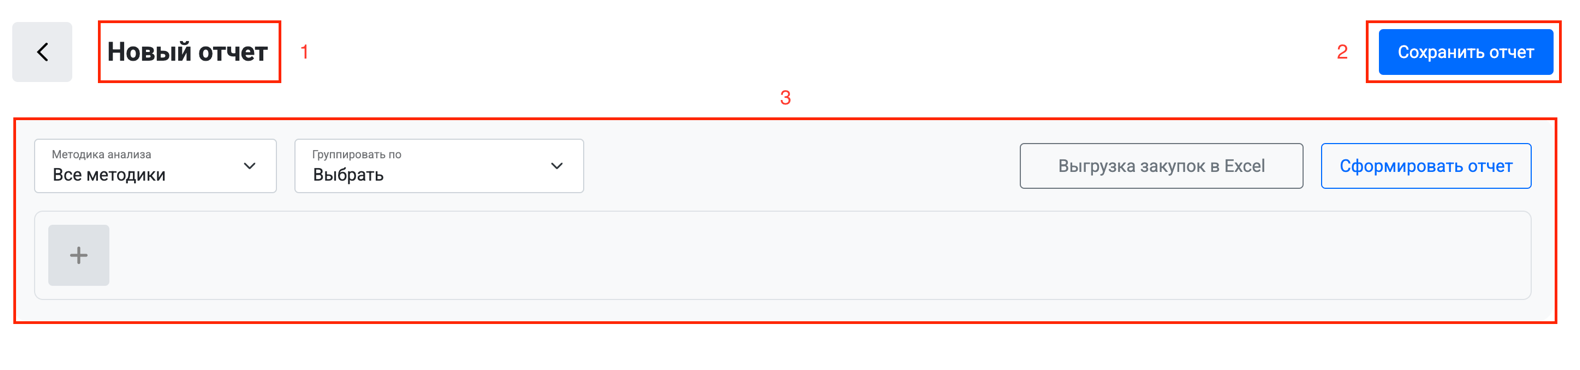 Новый отчет
1
2
Сохранить отчет
3
Методика анализа
Все методики
Группировать по
Выбрать
Выгрузка закупок в Excel
Сформировать отчет
+